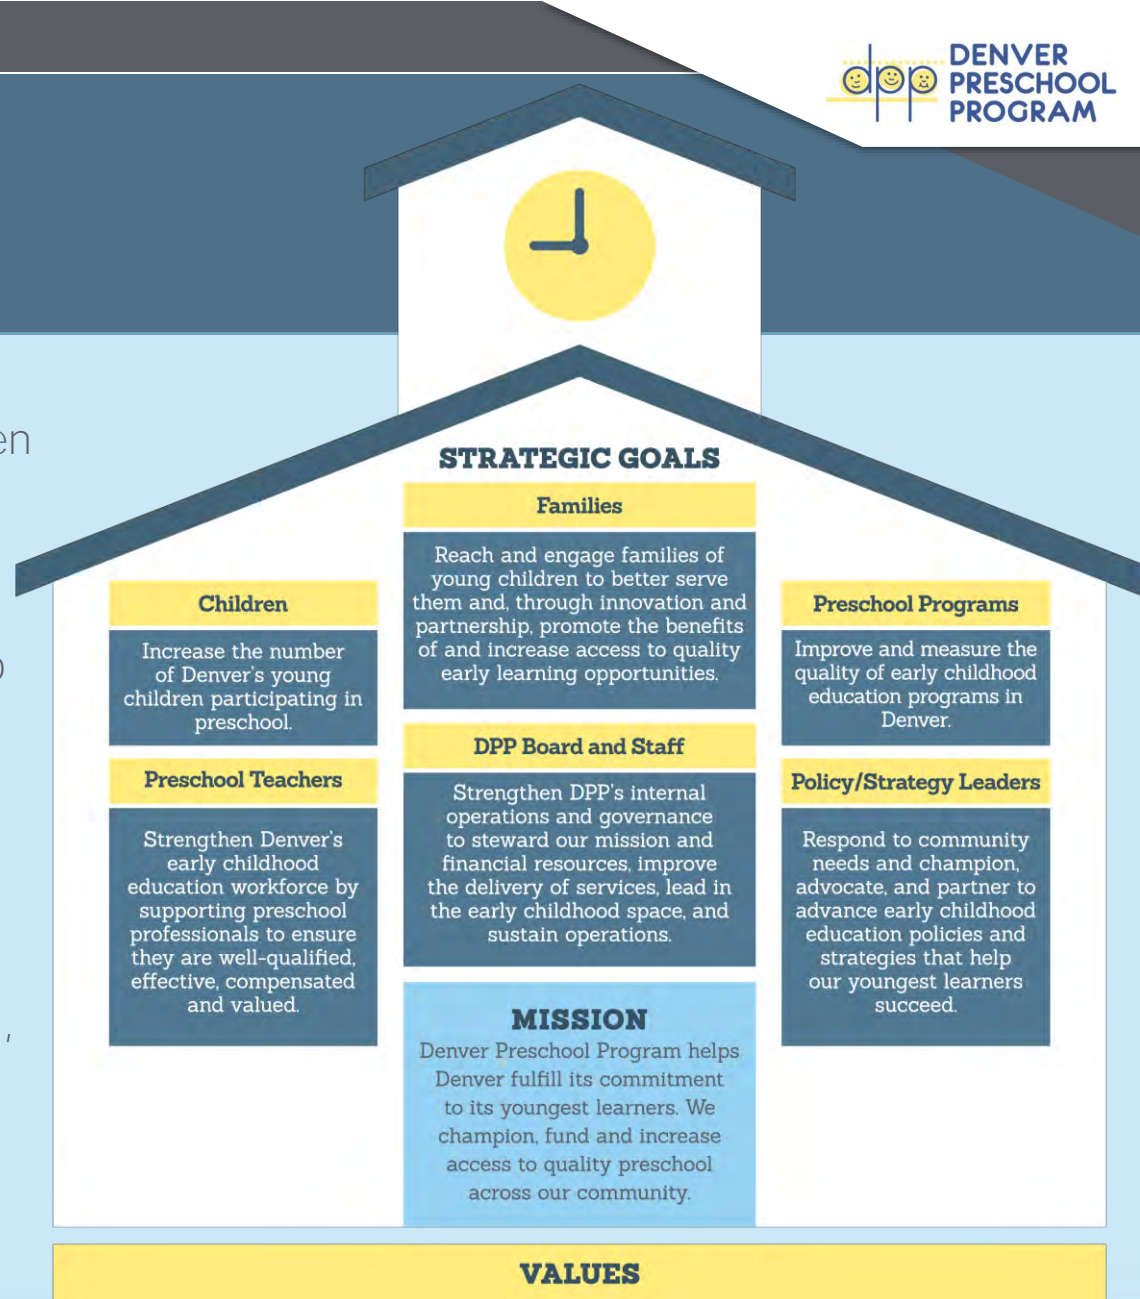 dpp
DENVER
PRESCHOOL
PROGRAM
en
STRATEGIC GOALS
Families
Reach and engage families of
young children to better serve
them and, through innovation and
partnership, promote the benefits
of and increase access to quality
early learning opportunities.
Children
Increase the number
of Denver's young
children participating in
preschool.
Preschool Programs
Improve and measure the
quality of early childhood
education programs in
Denver.
DPP Board and Staff
Strengthen DPP's internal
operations and governance
to steward our mission and
financial resources, improve
the delivery of services, lead in
the early childhood space, and
sustain operations.
Preschool Teachers
Strengthen Denver's
early childhood
education workforce by
supporting preschool
professionals to ensure
they are well-qualified,
effective, compensated
and valued.
Policy/Strategy Leaders
Respond to community
needs and champion,
advocate, and partner to
advance early childhood
education policies and
strategies that help
our youngest learners
succeed.
,
MISSION
Denver Preschool Program helps
Denver fulfill its commitment
to its youngest learners. We
champion, fund and increase
access to quality preschool
across our community.
VALUES